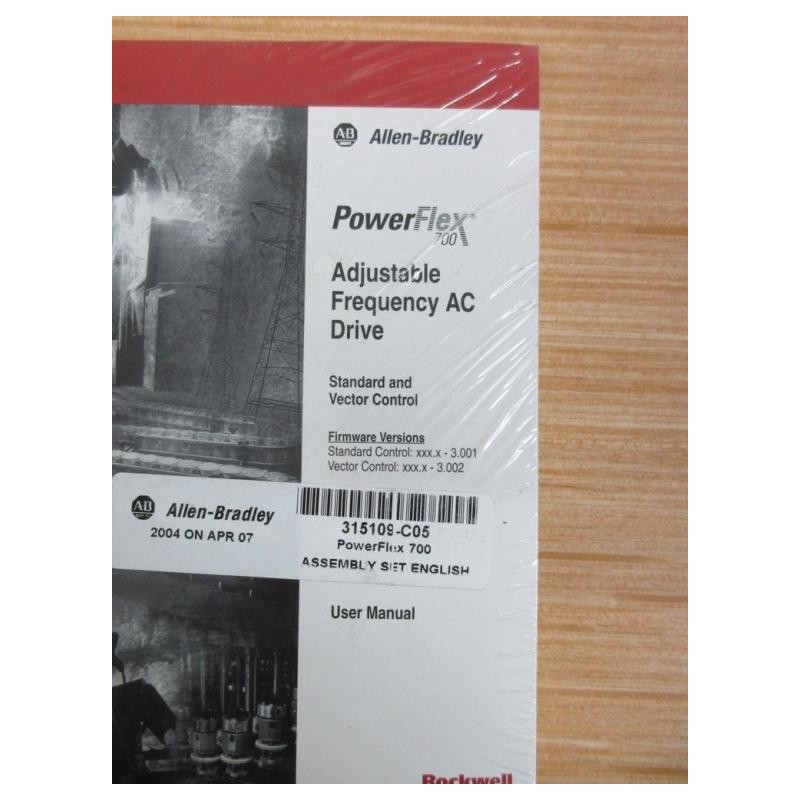 AB Allen-Bradley
PowerFlex
700
Adjustable
Frequency AC
Drive
Standard and
Vector Control
Firmware Versions
Standard Control: xxx.x - 3.001
Vector Control: xxx.x - 3.002
AB Allen-Bradley
2004 ON APR 07
315109-C05
PowerFlex 700
ASSEMBLY SET ENGLISH
User Manual
Rockwell